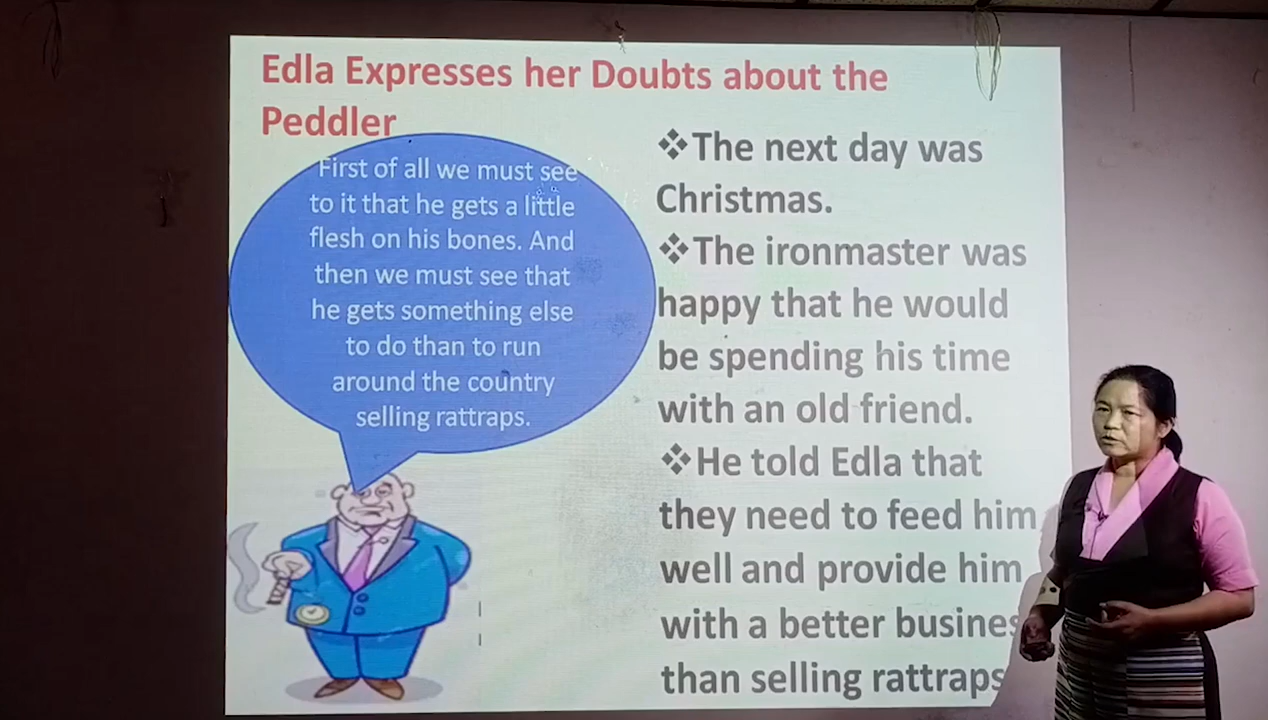 Edla Expresses her Doubts about the
Peddler
First of all we must see
to it that he gets a little
flesh on his bones. And
then we must see that
he gets something else
to do than to run
around the country
selling rattraps.
❖The next day was
Christmas.
❖The ironmaster was
happy that he would
be spending his time
with an old friend.
❖He told Edla that
they need to feed him
well and provide him
with a better busines
than selling rattraps